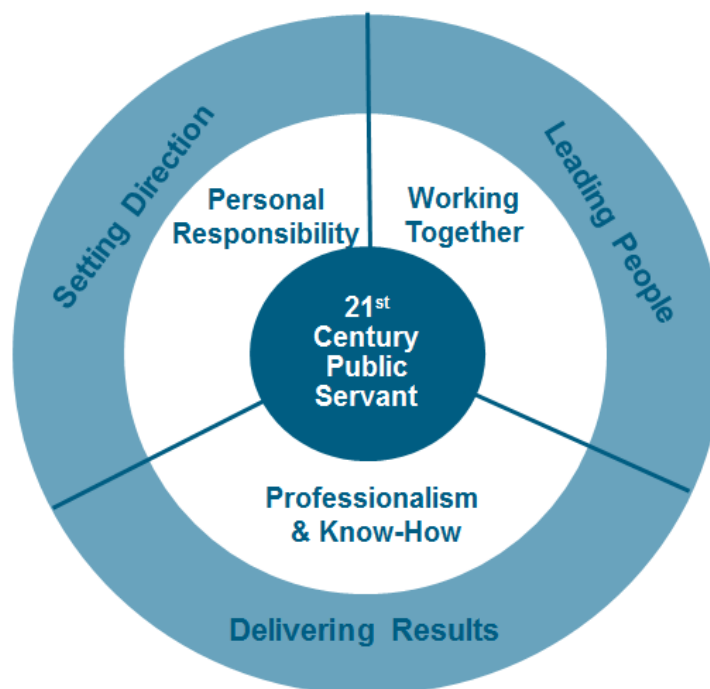 Setting Direction
Leading People
Personal
Responsibility
Working
Together
21st
Century
Public
Servant
Professionalism
& Know-How
Delivering Results